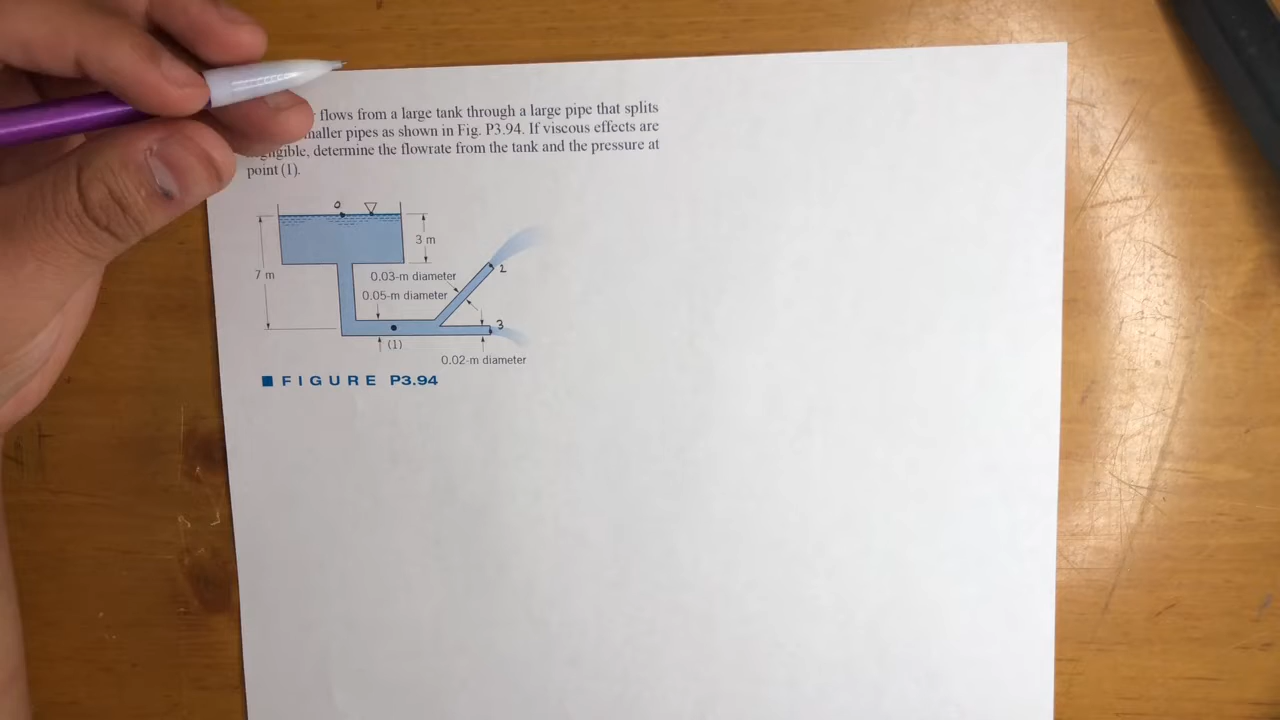 flows from a large tank through a large pipe that splits
pipes as shown in Fig. P3.94. If viscous effects are
determine the flowrate from the tank and the pressure at
point (1).
0
3 m
2
7 m
0.03-m diameter
0.05-m diameter
3
(1)
0.02-m diameter
FIGURE P3.94